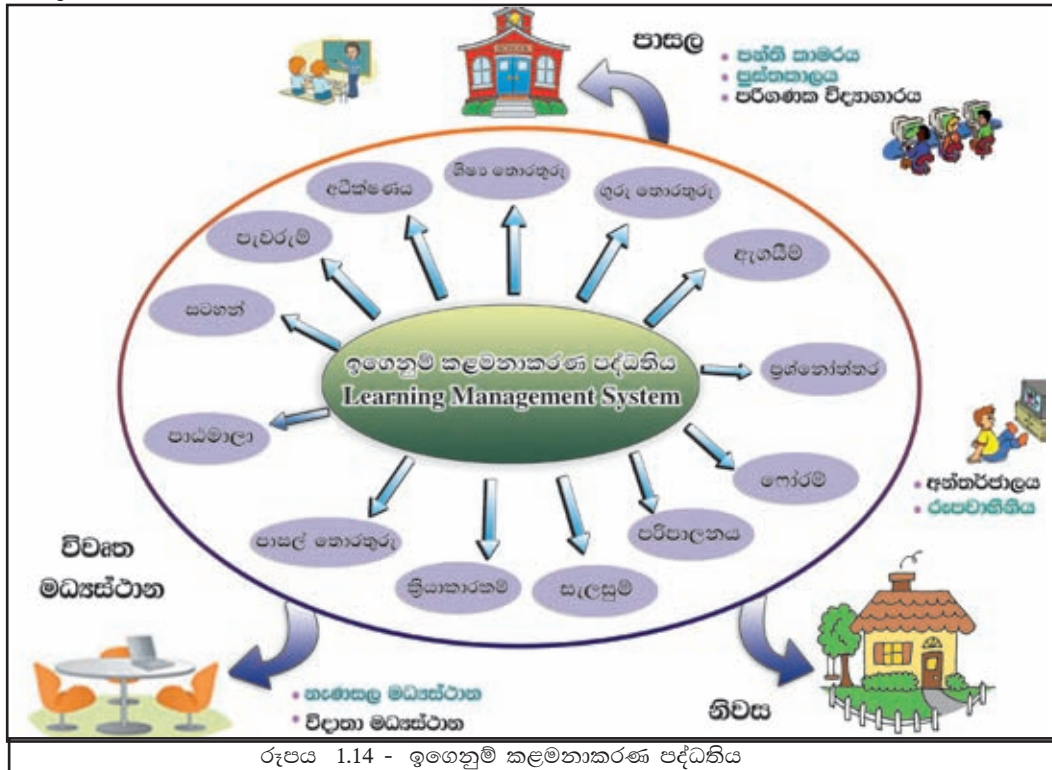 පාසල
• පන්ති කාමරය
• පුස්තකාලය
• පරිගණක විද්‍යාගාරය
SCHOOL
අධීක්ෂණය
ශිෂ්‍ය තොරතුරු
ගුරු තොරතුරු
පැවරුම්
ඇගයීම්
සටහන්
ඉගෙනුම් කළමනාකරණ පද්ධතිය
Learning Management System
ප්‍රශ්නෝත්තර
පාඨමාලා
ෆෝරම්
• අන්තර්ජාලය
• රූපවාහිනිය
පාසල් තොරතුරු
පරිපාලනය
ක්‍රියාකාරකම්
සැලසුම්
විවෘත
මධ්‍යස්ථාන
• නැණසල මධ්‍යස්ථාන
• විදාතා මධ්‍යස්ථාන
නිවස
රූපය 1.14 - ඉගෙනුම් කළමනාකරණ පද්ධතිය